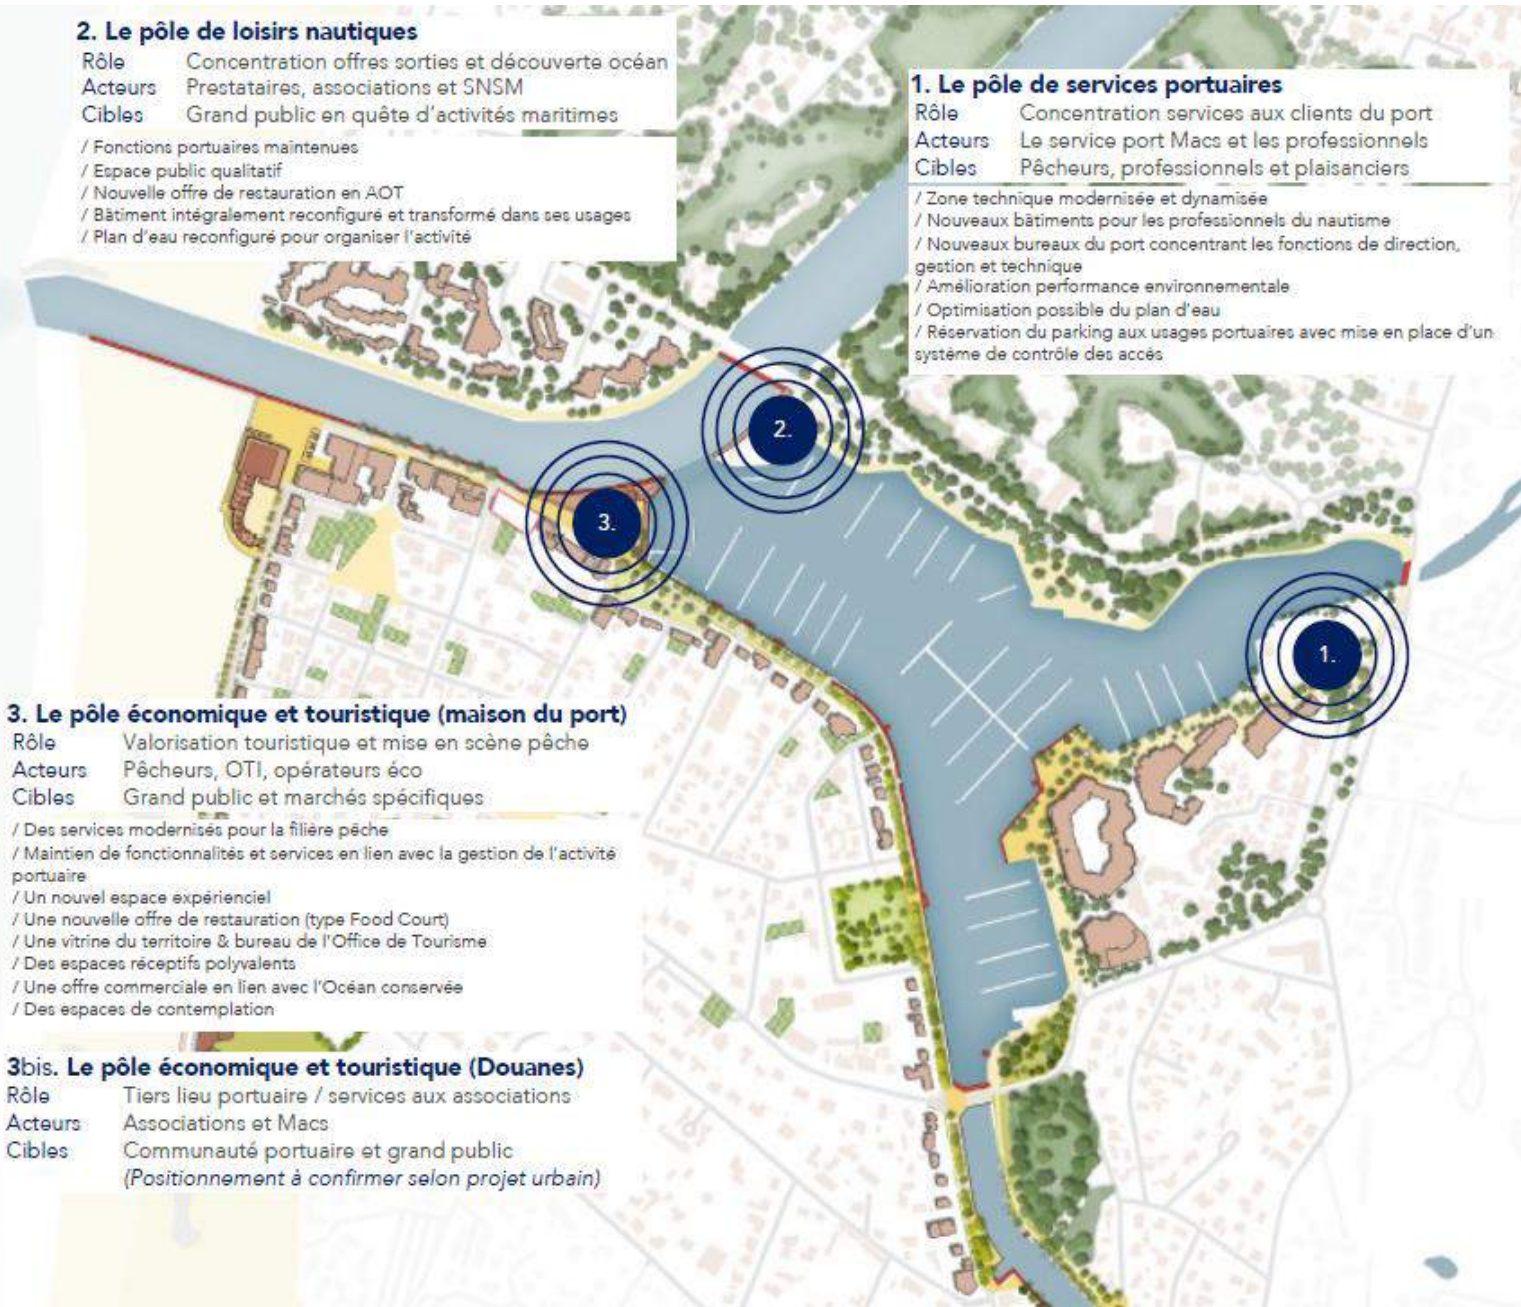 2. Le pôle de loisirs nautiques
Rôle Concentration offres sorties et découverte océan
Acteurs Prestataires, associations et SNSM
Cibles Grand public en quête d'activités maritimes
/ Fonctions portuaires maintenues
/ Espace public qualitatif
/ Nouvelle offre de restauration en AOT
/ Bâtiment intégralement reconfiguré et transformé dans ses usages
/ Plan d'eau reconfiguré pour organiser l'activité
1. Le pôle de services portuaires
Rôle Concentration services aux clients du port
Acteurs Le service port Macs et les professionnels
Cibles Pêcheurs, professionnels et plaisanciers
/ Zone technique modernisée et dynamisée
/ Nouveaux bâtiments pour les professionnels du nautisme
/ Nouveaux bureaux du port concentrant les fonctions de direction,
gestion et technique
/ Amélioration performance environnementale
/ Optimisation possible du plan d'eau
/ Réservation du parking aux usages portuaires avec mise en place d'un
système de contrôle des accés
2.
3.
1.
3. Le pôle économique et touristique (maison du port)
Rôle Valorisation touristique et mise en scène pêche
Acteurs Pêcheurs, OTI, opérateurs éco
Cibles Grand public et marchés spécifiques
/ Des services modernisés pour la filière pêche
/ Maintien de fonctionnalités et services en lien avec la gestion de l'activité
portuaire
/ Un nouvel espace expérienciel
/ Une nouvelle offre de restauration (type Food Court)
/ Une vitrine du territoire & bureau de l'Office de Tourisme
/ Des espaces réceptifs polyvalents
/ Une offre commerciale en lien avec l'Océan conservée
/ Des espaces de contemplation
3bis. Le pôle économique et touristique (Douanes)
Rôle Tiers lieu portuaire / services aux associations
Acteurs Associations et Macs
Cibles Communauté portuaire et grand public
(Positionnement à confirmer selon projet urbain)